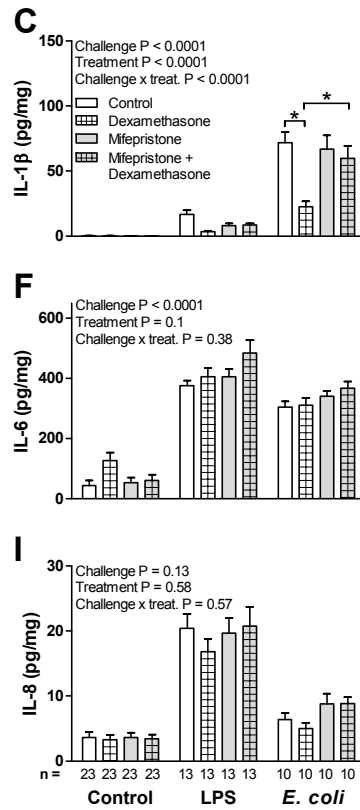 C
Challenge P < 0.0001
Treatment P < 0.0001
Challenge x treat. P < 0.0001
150
100
50
0
IL-1β (pg/mg)
Control
Dexamethasone
Mifepristone
Mifepristone +
Dexamethasone
* *
F
Challenge P < 0.0001
Treatment P = 0.1
Challenge x treat. P = 0.38
600
400
200
0
IL-6 (pg/mg)
I
Challenge P = 0.13
Treatment P = 0.58
Challenge x treat. P = 0.57
30
20
10
0
IL-8 (pg/mg)
n = 23 23 23 23 13 13 13 13 10 10 10 10
Control LPS E. coli